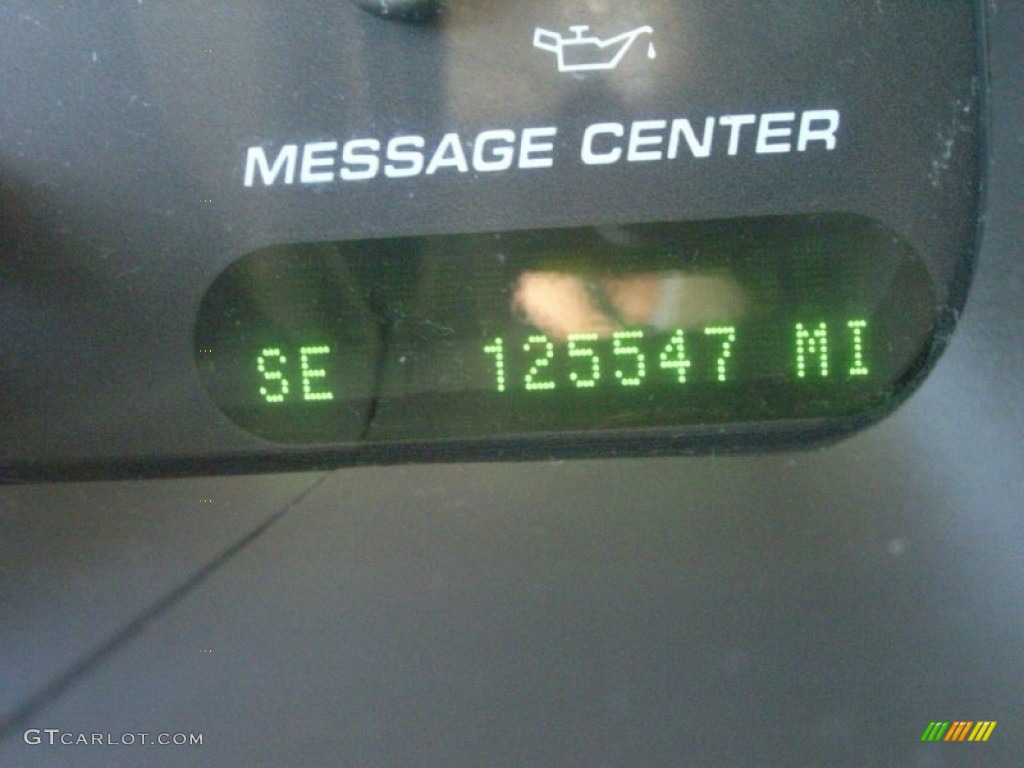 MESSAGE CENTER
SE 125547 MI
GTCARLOT.COM